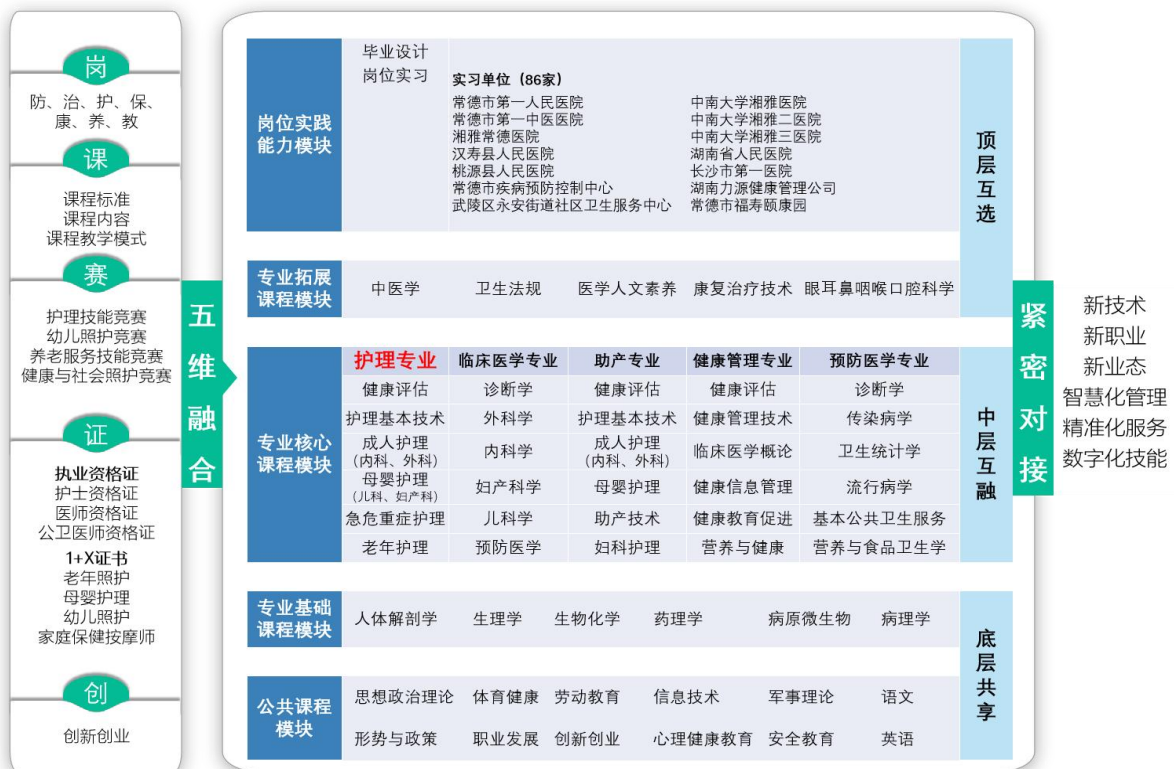 岗
防、治、护、保、
康、养、教
课
课程标准
课程内容
课程教学模式
赛
护理技能竞赛
幼儿照护竞赛
养老服务技能竞赛
健康与社会照护竞赛
证
执业资格证
护士资格证
医师资格证
公卫医师资格证
1+X证书
老年照护
母婴护理
幼儿照护
家庭保健按摩师
创
创新创业
五维融合
岗位实践
能力模块
毕业设计
岗位实习
实习单位（86家）
常德市第一人民医院 中南大学湘雅医院
常德市第一中医医院 中南大学湘雅二医院
湘雅常德医院 中南大学湘雅三医院
汉寿县人民医院 湖南省人民医院
桃源县人民医院 长沙市第一医院
常德市疾病预防控制中心 湖南力源健康管理公司
武陵区永安街道社区卫生服务中心 常德市福寿颐康园
专业拓展
课程模块
中医学 卫生法规 医学人文素养 康复治疗技术 眼耳鼻咽喉口腔科学
顶层互选
专业核心
课程模块
护理专业 临床医学专业 助产专业 健康管理专业 预防医学专业
健康评估 诊断学 健康评估 健康评估 诊断学
护理基本技术 外科学 护理基本技术 健康管理技术 传染病学
成人护理
（内科、外科） 内科学 成人护理
（内科、外科） 临床医学概论 卫生统计学
母婴护理
（儿科、妇产科） 妇产科学 母婴护理 健康信息管理 流行病学
急危重症护理 儿科学 助产技术 健康教育促进 基本公共卫生服务
老年护理 预防医学 妇科护理 营养与健康 营养与食品卫生学
中层互融
专业基础
课程模块
人体解剖学 生理学 生物化学 药理学 病原微生物 病理学
公共课程
模块
思想政治理论 体育健康 劳动教育 信息技术 军事理论 语文
形势与政策 职业发展 创新创业 心理健康教育 安全教育 英语
底层共享
紧密对接
新技术
新职业
新业态
智慧化管理
精准化服务
数字化技能